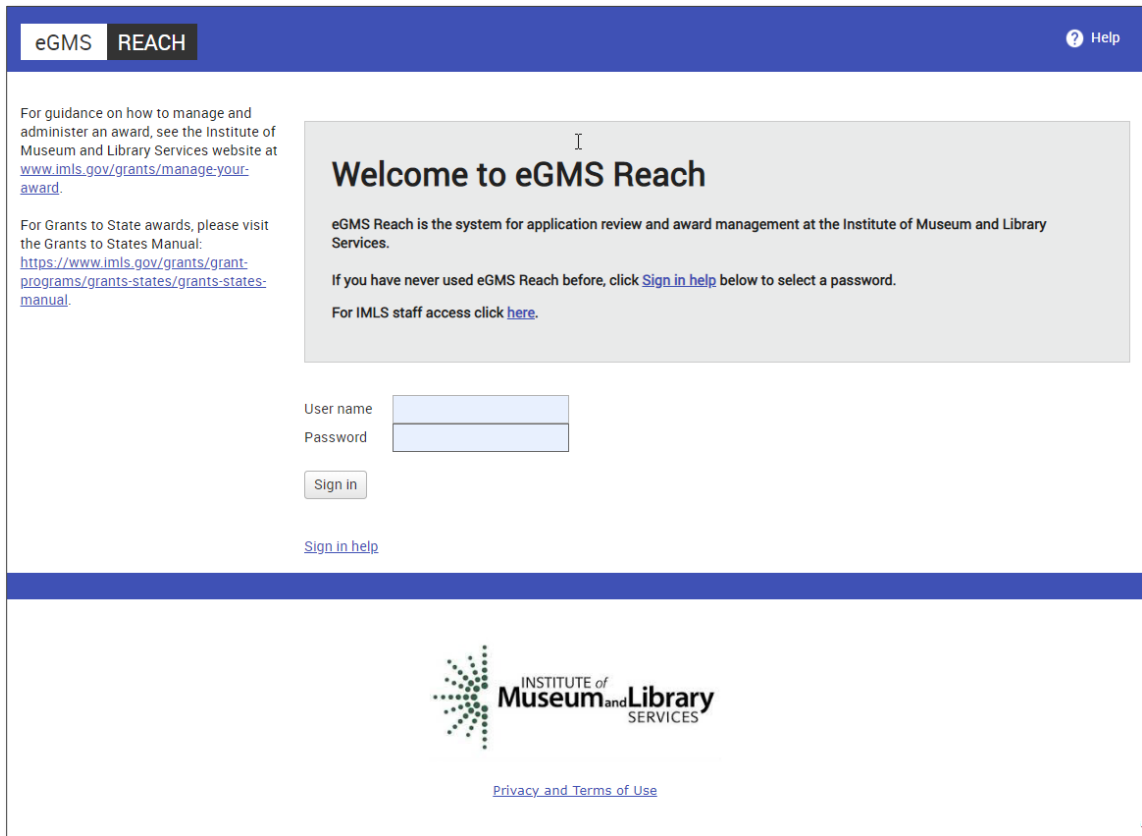 eGMS REACH
Help
For guidance on how to manage and
administer an award, see the Institute of
Museum and Library Services website at
www.imls.gov/grants/manage-your-
award.
For Grants to State awards, please visit
the Grants to States Manual:
https://www.imls.gov/grants/grant-
programs/grants-states/grants-states-
manual.
Welcome to eGMS Reach
eGMS Reach is the system for application review and award management at the Institute of Museum and Library
Services.
If you have never used eGMS Reach before, click Sign in help below to select a password.
For IMLS staff access click here.
User name
Password
Sign in
Sign in help
INSTITUTE of
Museum and Library
SERVICES
Privacy and Terms of Use